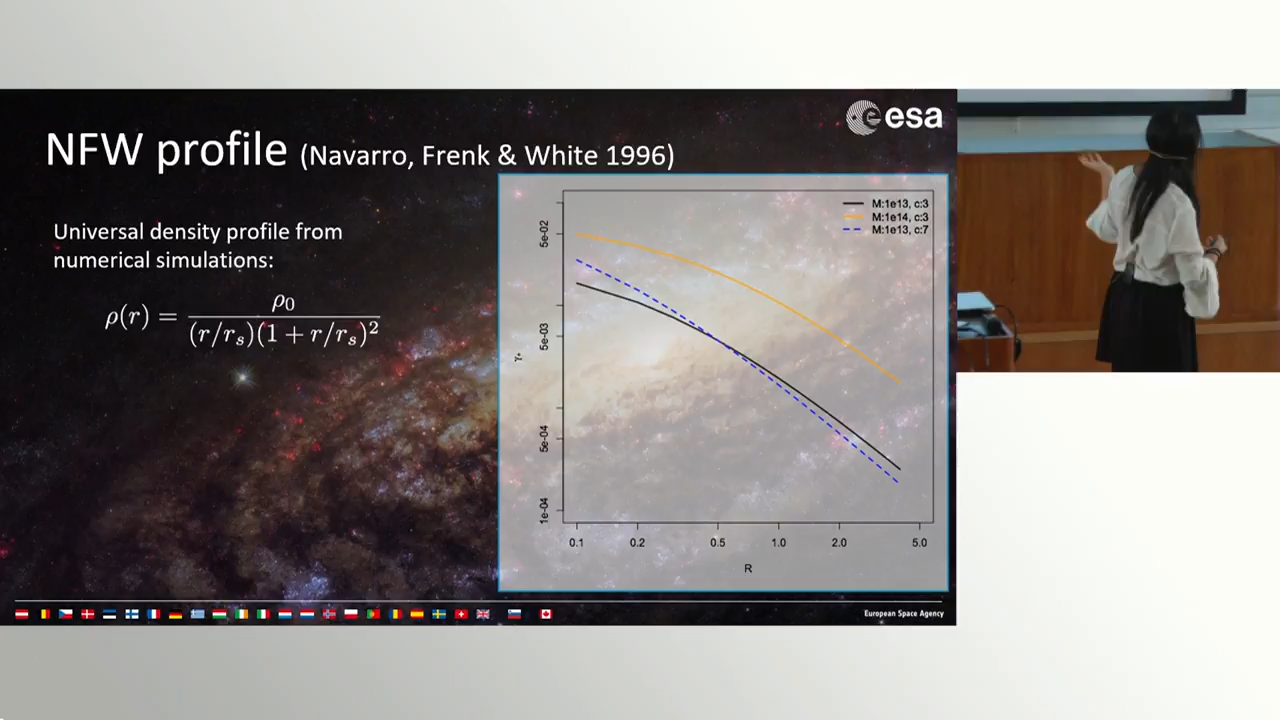 esa
NFW profile (Navarro, Frenk & White 1996)
Universal density profile from
numerical simulations:
ρ(r) = ρ₀ / (r/rₛ)(1 + r/rₛ)²
M:1e13, c:3
M:1e14, c:3
M:1e13, c:7
5e-02
5e-03
5e-04
1e-04
0.1 0.2 0.5 1.0 2.0 5.0
R
European Space Agency